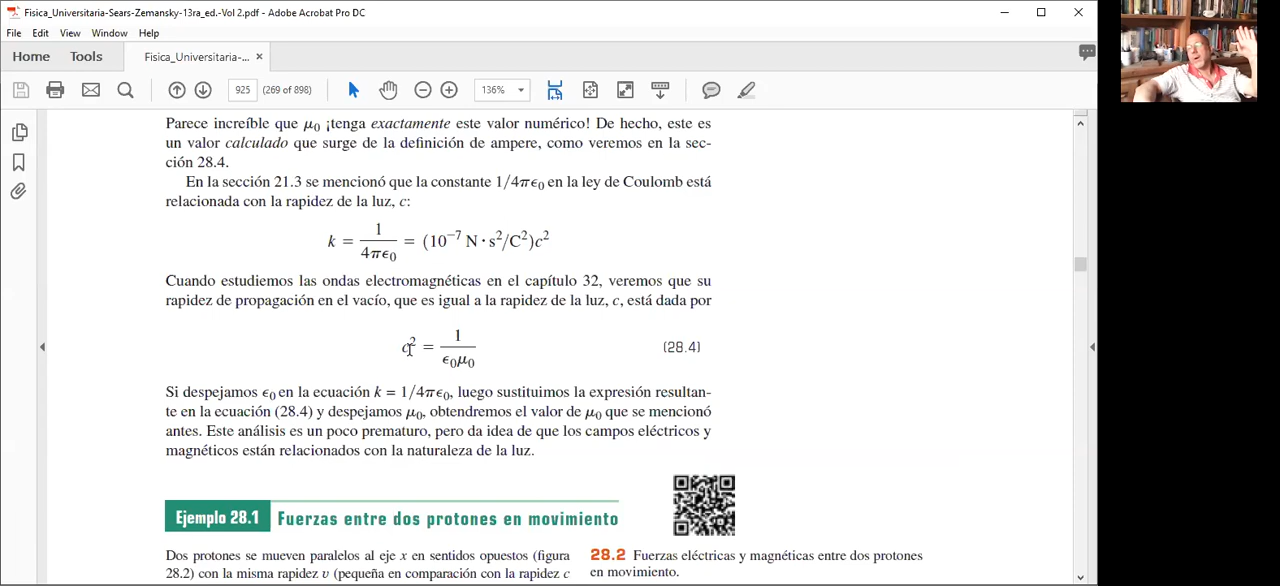 Fisica_Universitaria-Sears-Zemansky-13ra_ed.-Vol 2.pdf - Adobe Acrobat Pro DC
File Edit View Window Help
Home Tools Fisica_Universitaria-... ×
925 (269 of 898) 136%
Parece increíble que μ₀ ¡tenga exactamente este valor numérico! De hecho, este es
un valor calculado que surge de la definición de ampere, como veremos en la sec-
ción 28.4.
En la sección 21.3 se mencionó que la constante 1/4πϵ₀ en la ley de Coulomb está
relacionada con la rapidez de la luz, c:
k = 1/4πϵ₀ = (10⁻⁷ N · s²/C²)c²
Cuando estudiemos las ondas electromagnéticas en el capítulo 32, veremos que su
rapidez de propagación en el vacío, que es igual a la rapidez de la luz, c, está dada por
c² = 1/ϵ₀μ₀ (28.4)
Si despejamos ϵ₀ en la ecuación k = 1/4πϵ₀, luego sustituimos la expresión resultan-
te en la ecuación (28.4) y despejamos μ₀, obtendremos el valor de μ₀ que se mencionó
antes. Este análisis es un poco prematuro, pero da idea de que los campos eléctricos y
magnéticos están relacionados con la naturaleza de la luz.
Ejemplo 28.1 Fuerzas entre dos protones en movimiento
Dos protones se mueven paralelos al eje x en sentidos opuestos (figura
28.2) con la misma rapidez v (pequeña en comparación con la rapidez c
28.2 Fuerzas eléctricas y magnéticas entre dos protones
en movimiento.